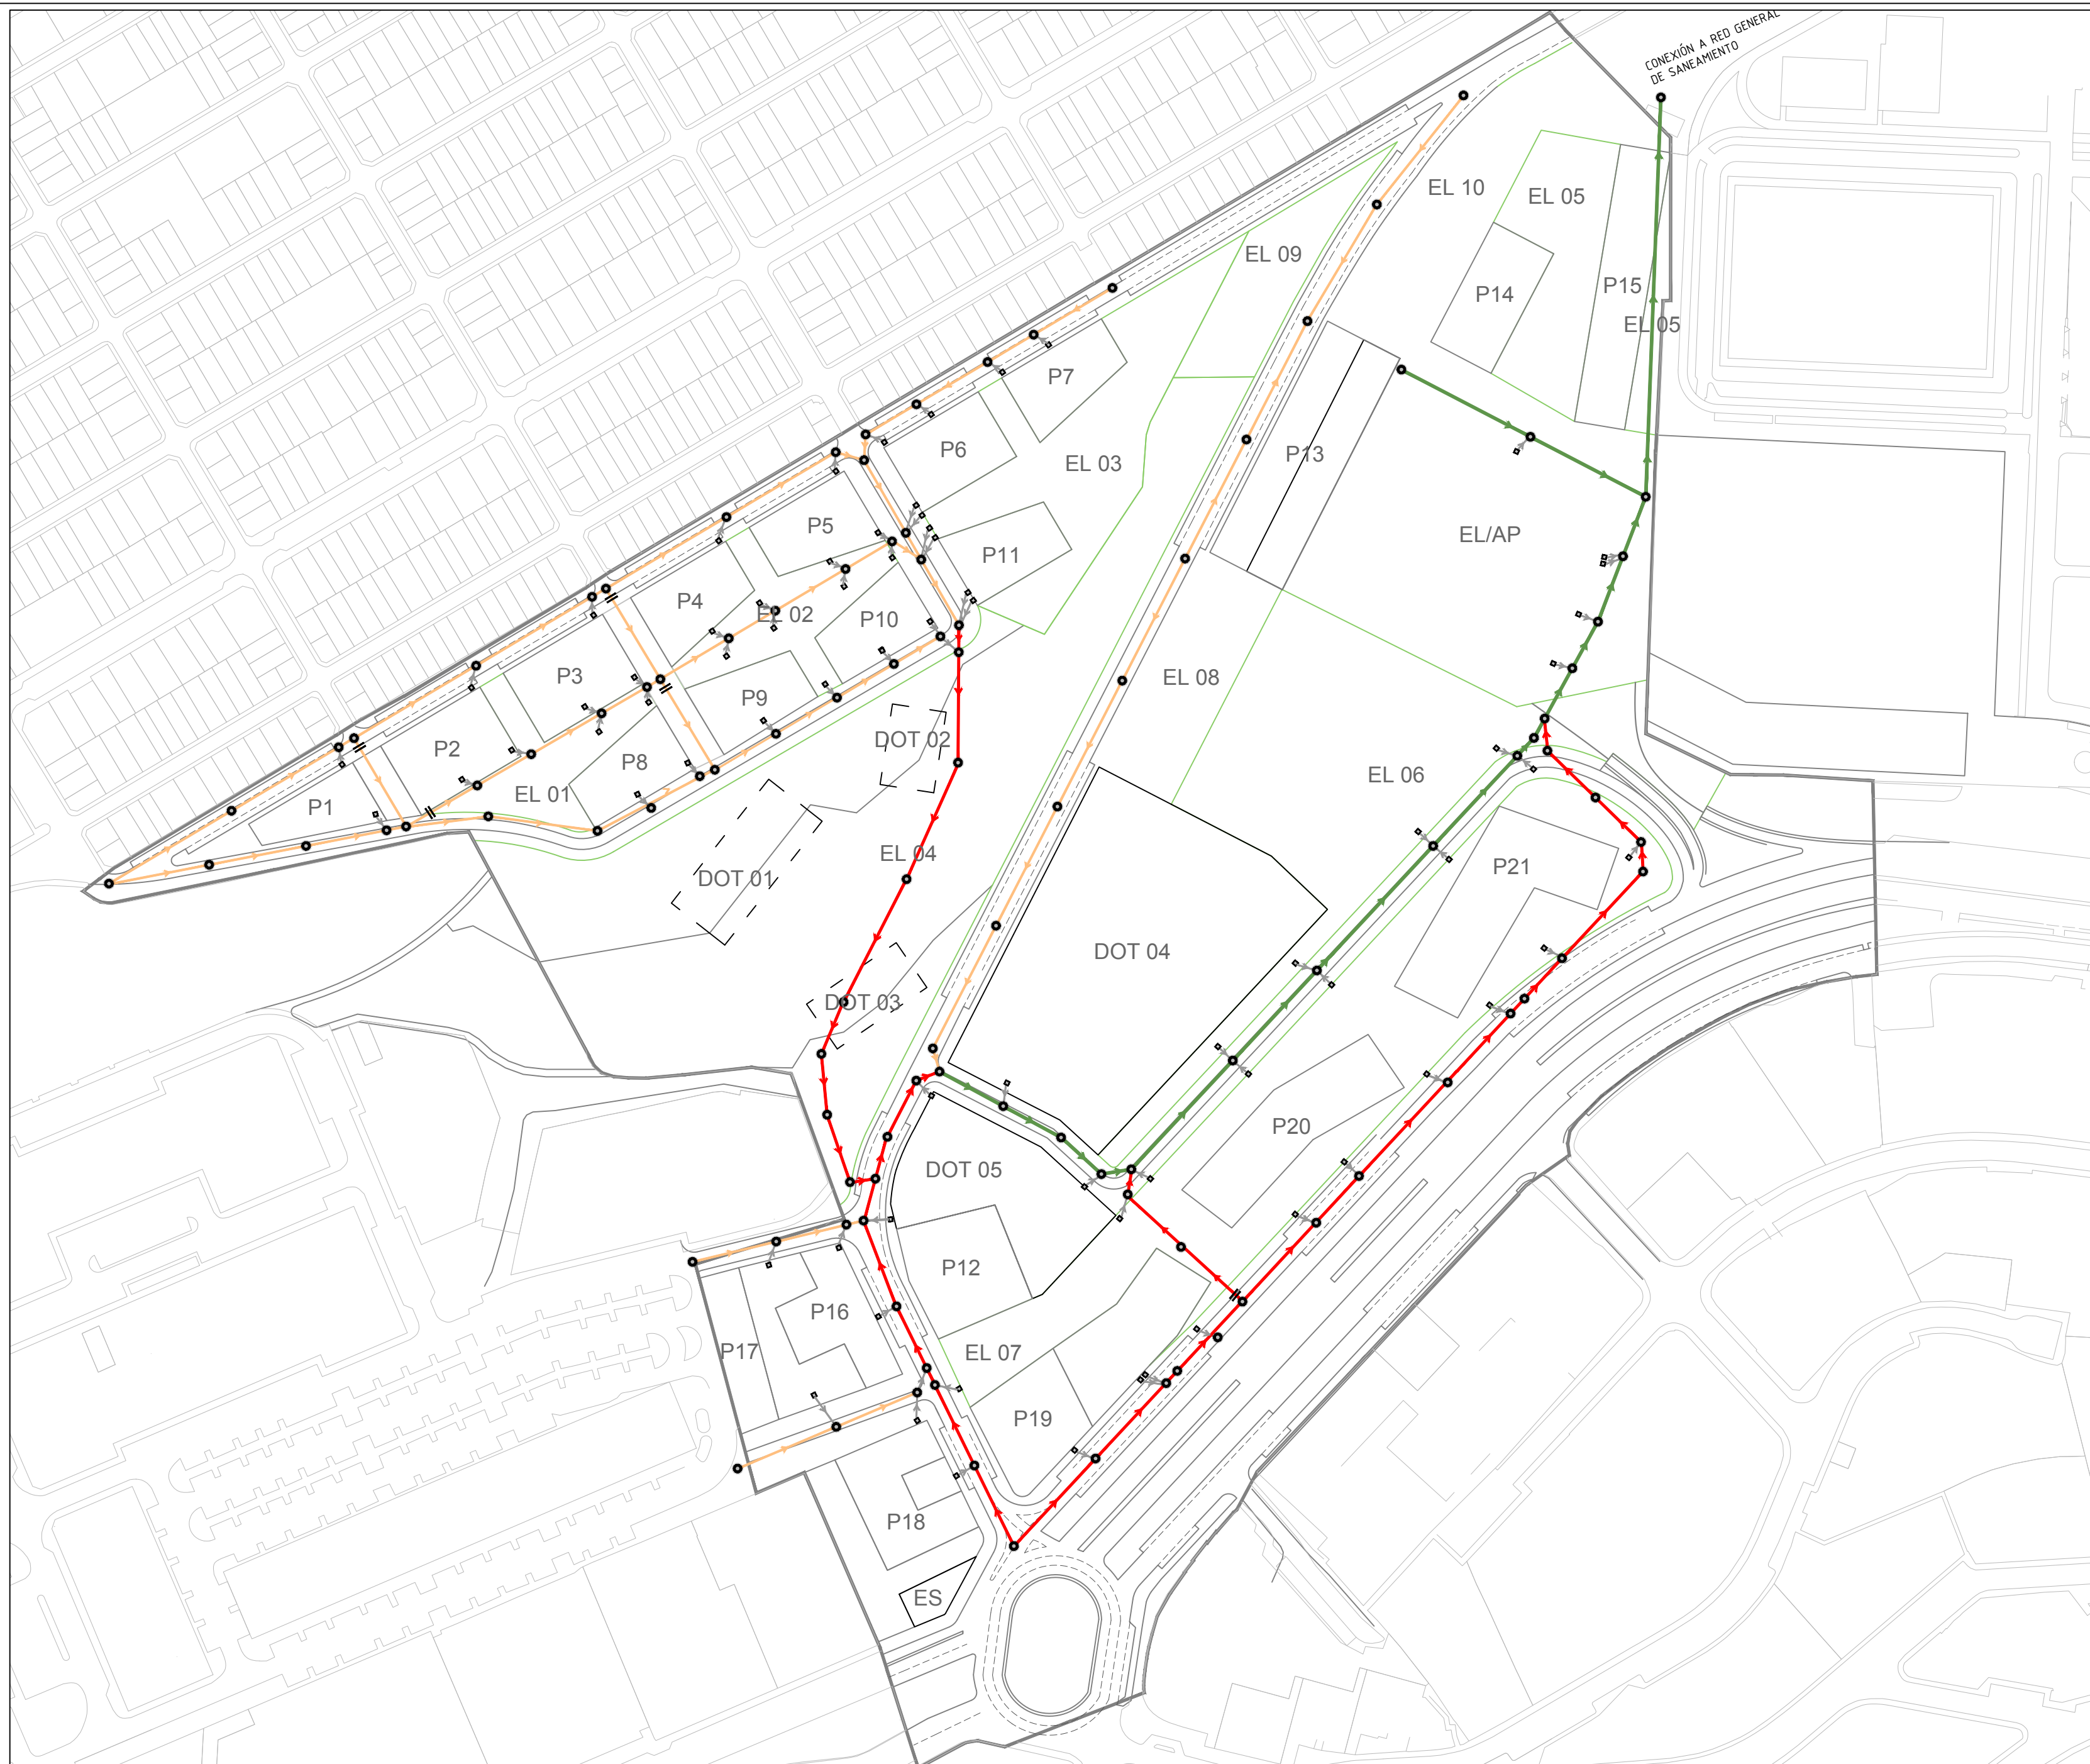 CONEXIÓN A RED GENERAL
DE SANEAMIENTO
EL 10
EL 05
EL 09
P14
P15
EL 05
P7
P6
EL 03
P13
P5
P11
EL/AP
P4
EL 02
P10
P3
EL 08
P9
P2
DOT 02
P8
EL 06
P1
EL 01
EL 04
P21
DOT 01
DOT 04
DOT 03
P20
DOT 05
P12
P16
P17
EL 07
P19
P18
ES